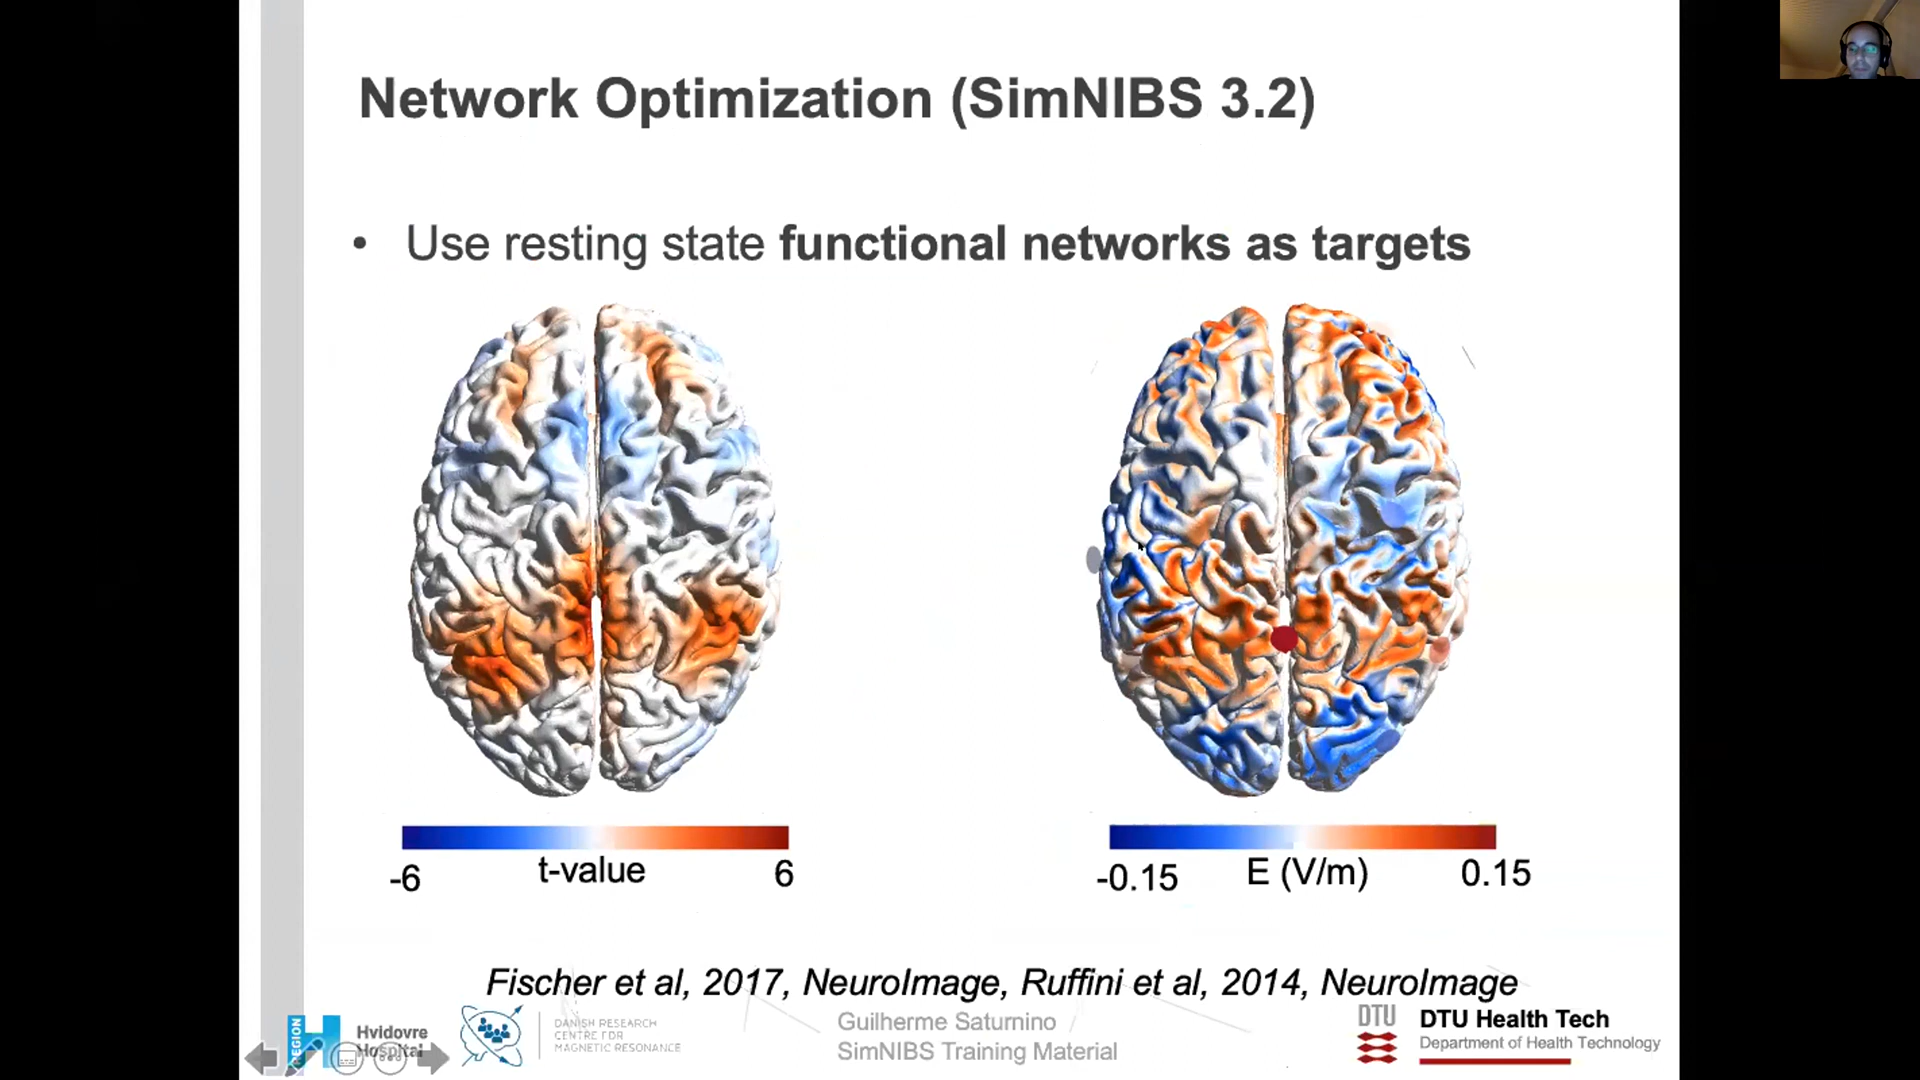 Network Optimization (SimNIBS 3.2)
• Use resting state functional networks as targets
-6 t-value 6
-0.15 E (V/m) 0.15
Fischer et al, 2017, NeuroImage, Ruffini et al, 2014, NeuroImage
REGION
Hvidovre
Hospital
DANISH RESEARCH
CENTRE FOR
MAGNETIC RESONANCE
Guilherme Saturnino
SimNIBS Training Material
DTU
DTU Health Tech
Department of Health Technology